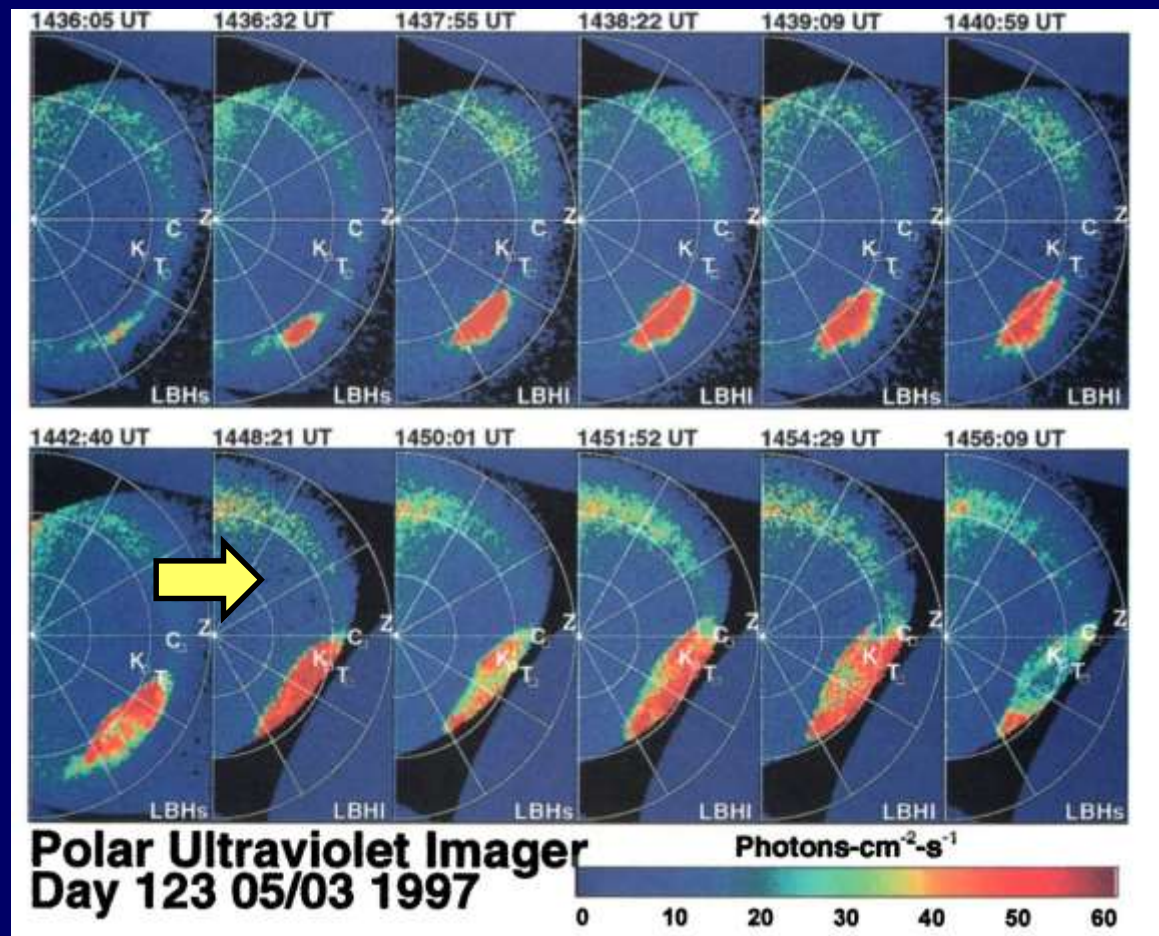 1436:05 UT 1436:32 UT 1437:55 UT 1438:22 UT 1439:09 UT 1440:59 UT
C Z C Z C Z C Z C Z C Z
K K K K K K
T T T T T T
LBHs LBHs LBHl LBHl LBHs LBHl
1442:40 UT 1448:21 UT 1450:01 UT 1451:52 UT 1454:29 UT 1456:09 UT
C Z C Z C Z C Z C Z C Z
K K K K K K
T T T T T T
LBHs LBHl LBHs LBHl LBHl LBHs
Polar Ultraviolet Imager
Day 123 05/03 1997
Photons-cm⁻²-s⁻¹
0 10 20 30 40 50 60